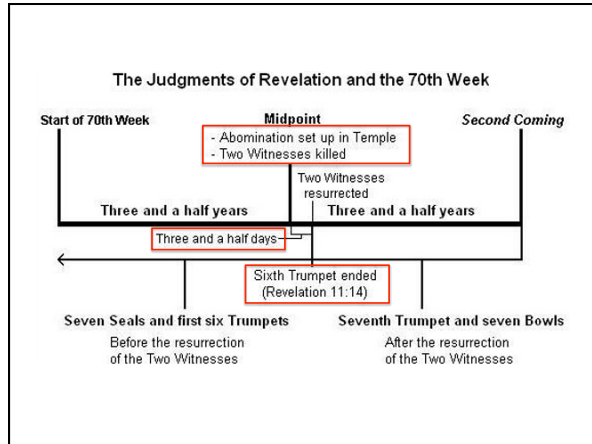 The Judgments of Revelation and the 70th Week
Start of 70th Week
Midpoint
Second Coming
- Abomination set up in Temple
- Two Witnesses killed
Two Witnesses
resurrected
Three and a half years
Three and a half years
Three and a half days
Sixth Trumpet ended
(Revelation 11:14)
Seven Seals and first six Trumpets
Before the resurrection
of the Two Witnesses
Seventh Trumpet and seven Bowls
After the resurrection
of the Two Witnesses